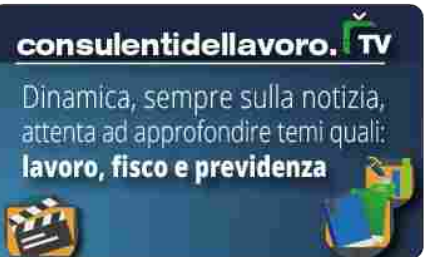 consulentidellavoro.TV
Dinamica, sempre sulla notizia,
attenta ad approfondire temi quali:
lavoro, fisco e previdenza